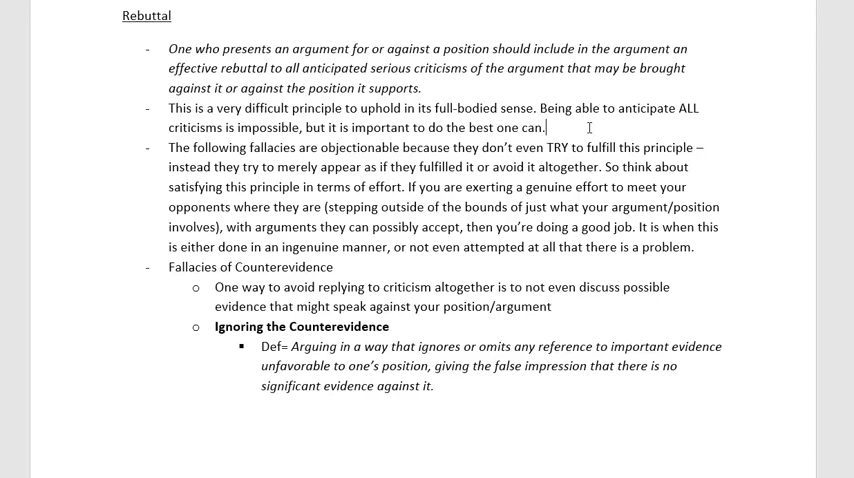 Rebuttal
- One who presents an argument for or against a position should include in the argument an
effective rebuttal to all anticipated serious criticisms of the argument that may be brought
against it or against the position it supports.
- This is a very difficult principle to uphold in its full-bodied sense. Being able to anticipate ALL
criticisms is impossible, but it is important to do the best one can.
- The following fallacies are objectionable because they don’t even TRY to fulfill this principle –
instead they try to merely appear as if they fulfilled it or avoid it altogether. So think about
satisfying this principle in terms of effort. If you are exerting a genuine effort to meet your
opponents where they are (stepping outside of the bounds of just what your argument/position
involves), with arguments they can possibly accept, then you’re doing a good job. It is when this
is either done in an ingenuine manner, or not even attempted at all that there is a problem.
- Fallacies of Counterevidence
o One way to avoid replying to criticism altogether is to not even discuss possible
evidence that might speak against your position/argument
o Ignoring the Counterevidence
▪ Def= Arguing in a way that ignores or omits any reference to important evidence
unfavorable to one’s position, giving the false impression that there is no
significant evidence against it.